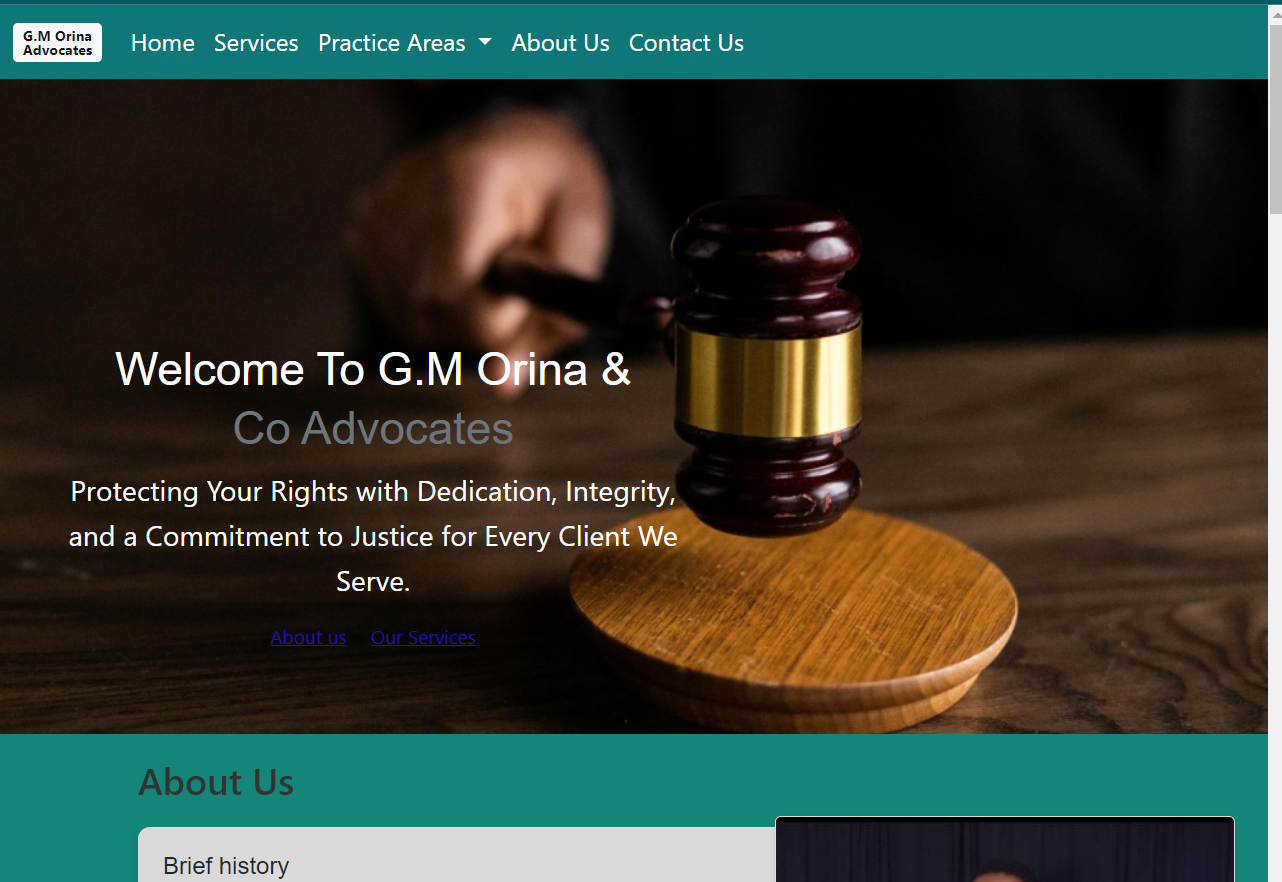 G.M Orina
Advocates
Home Services Practice Areas About Us Contact Us
Welcome To G.M Orina &
Co Advocates
Protecting Your Rights with Dedication, Integrity,
and a Commitment to Justice for Every Client We
Serve.
About us Our Services
About Us
Brief history